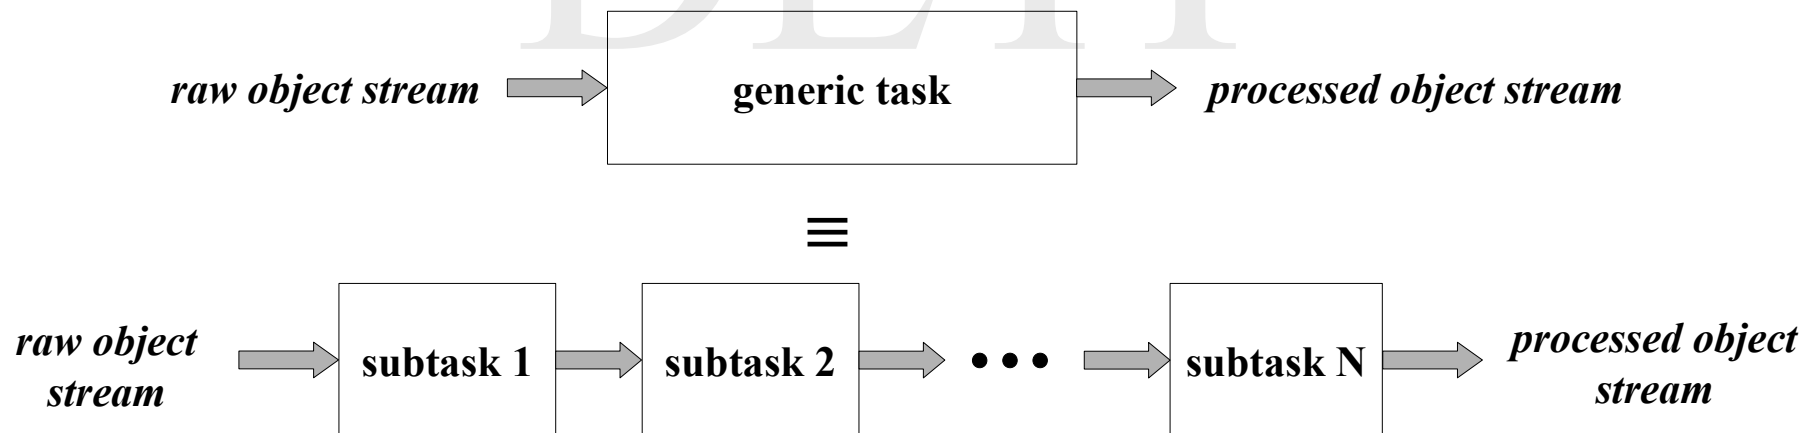 raw object stream
generic task
processed object stream
≡
raw object
stream
subtask 1
subtask 2
•••
subtask N
processed object
stream